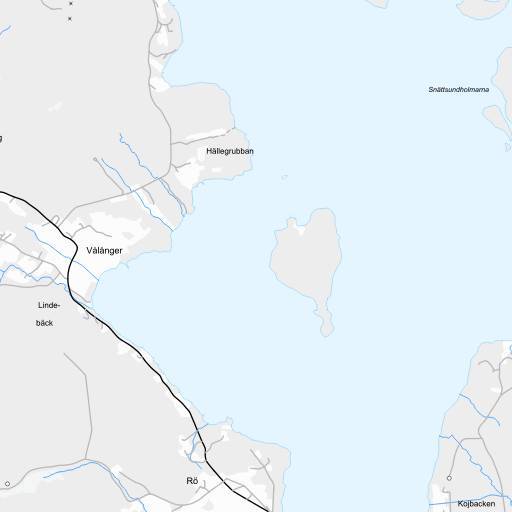 Snättsundholmarna
Hällegrubban
Vålånger
Linde-
bäck
Rö
Kojbacken